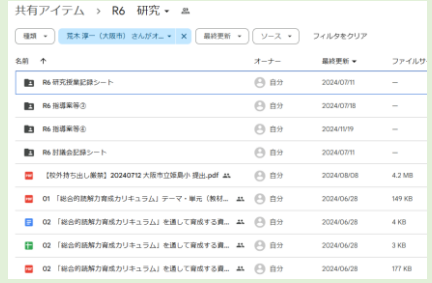 共有アイテム > R6 研究
種類 荒木 淳一（大阪市）さんがオ... × 最終更新 ソース フィルタをクリア
名前 ↑ オーナー 最終更新 ファイルサ
R6 研究授業記録シート 自分 2024/07/11 –
R6 指導案等③ 自分 2024/07/18 –
R6 指導案等④ 自分 2024/11/19 –
R6 討議会記録シート 自分 2024/07/11 –
【校外持ち出し厳禁】20240712 大阪市立姫島小 提出.pdf 自分 2024/08/08 4.2 MB
01 「総合的読解力育成カリキュラム」テーマ・単元（教材... 自分 2024/06/28 149 KB
02 「総合的読解力育成カリキュラム」を通して育成する資... 自分 2024/06/28 4 KB
02 「総合的読解力育成カリキュラム」を通して育成する資... 自分 2024/06/28 3 KB
02 「総合的読解力育成カリキュラム」を通して育成する資... 自分 2024/06/28 177 KB